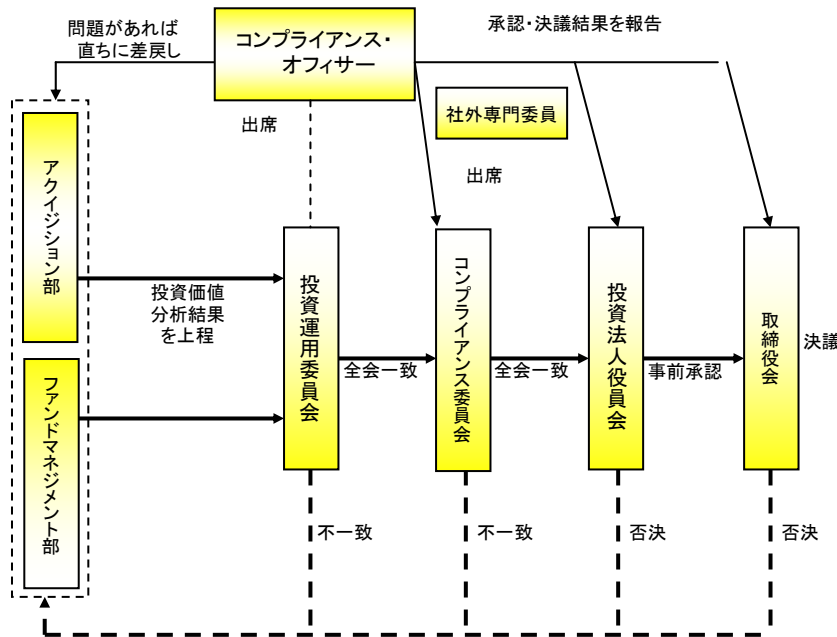 問題があれば
直ちに差戻し
コンプライアンス・
オフィサー
承認・決議結果を報告
社外専門委員
出席
出席
アクイジション部
投資価値
分析結果
を上程
ファンドマネジメント部
投資運用委員会
全会一致
コンプライアンス委員会
全会一致
投資法人役員会
事前承認
取締役会
決議
不一致
不一致
否決
否決